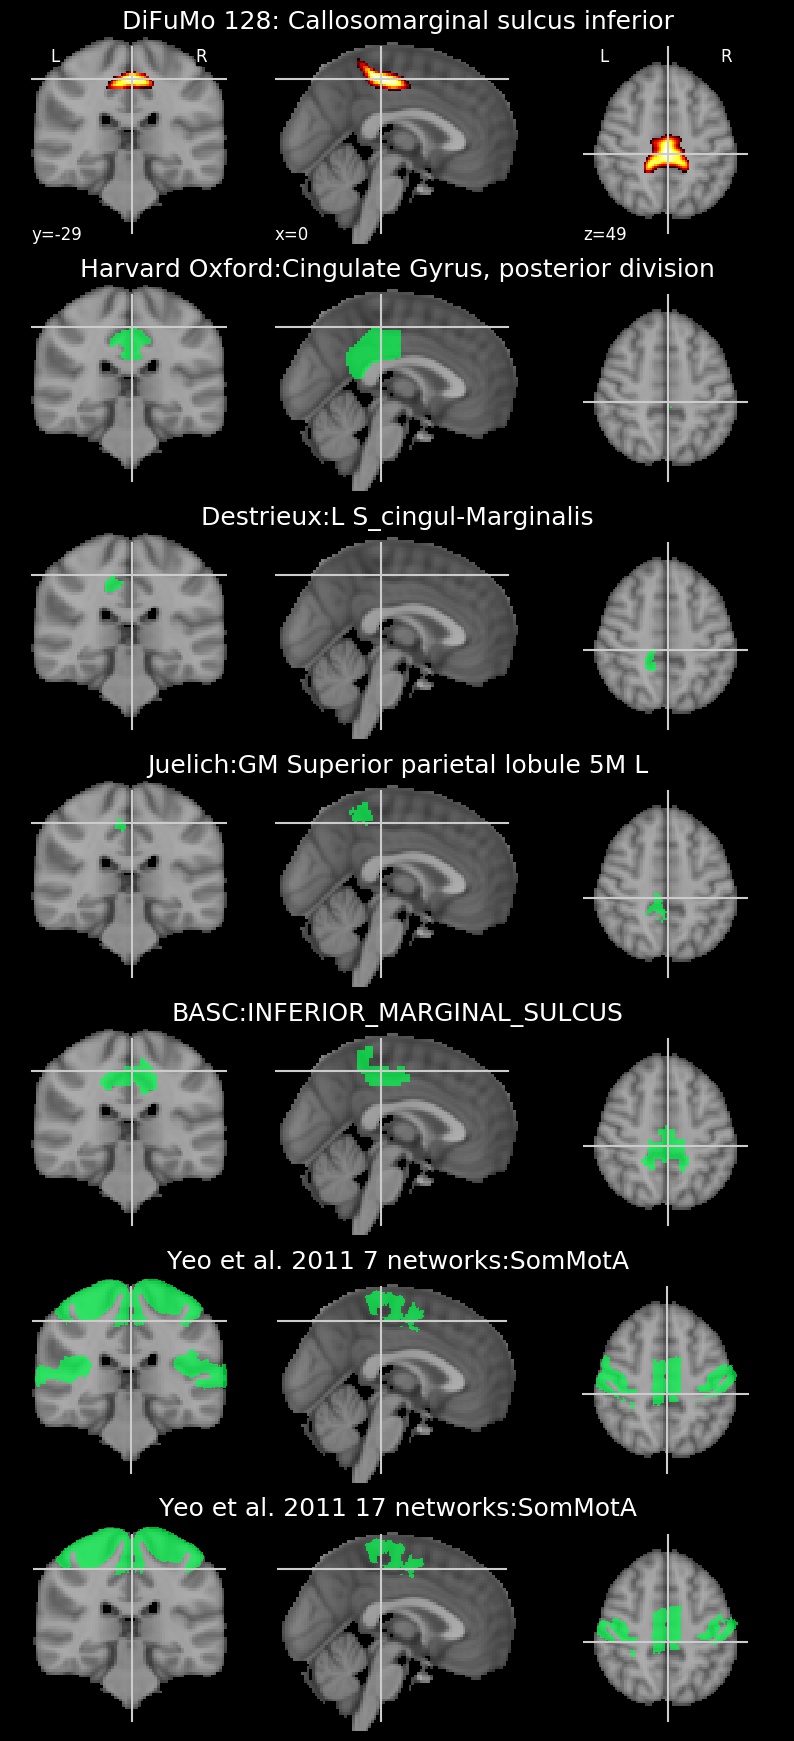 DiFuMo 128: Callosomarginal sulcus inferior
L R L R
y=-29 x=0 z=49
Harvard Oxford:Cingulate Gyrus, posterior division
Destrieux:L S_cingul-Marginalis
Juelich:GM Superior parietal lobule 5M L
BASC:INFERIOR_MARGINAL_SULCUS
Yeo et al. 2011 7 networks:SomMotA
Yeo et al. 2011 17 networks:SomMotA